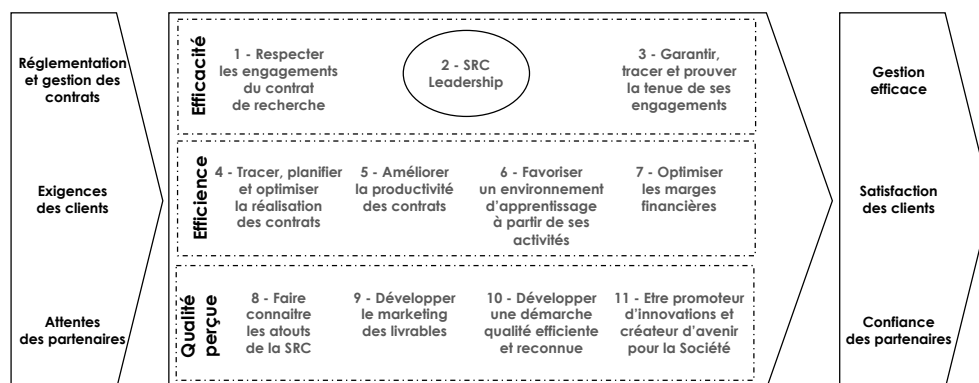 Réglementation
et gestion des
contrats
Exigences
des clients
Attentes
des partenaires
Efficacité
1 - Respecter
les engagements
du contrat
de recherche
2 - SRC
Leadership
3 - Garantir,
tracer et prouver
la tenue de ses
engagements
Efficience
4 - Tracer, planifier
et optimiser
la réalisation
des contrats
5 - Améliorer
la productivité
des contrats
6 - Favoriser
un environnement
d'apprentissage
à partir de ses
activités
7 - Optimiser
les marges
financières
Qualité
perçue
8 - Faire
connaitre
les atouts
de la SRC
9 - Développer
le marketing
des livrables
10 - Développer
une démarche
qualité efficiente
et reconnue
11 - Etre promoteur
d'innovations et
créateur d'avenir
pour la Société
Gestion
efficace
Satisfaction
des clients
Confiance
des partenaires